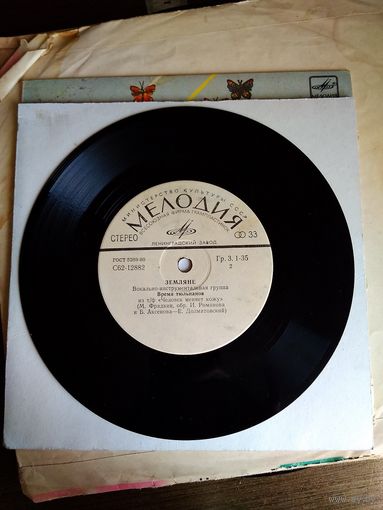 МЕЛОДИЯ
МИНИСТЕРСТВО КУЛЬТУРЫ СССР
МЕЛОДИЯ
ВСЕСОЮЗНАЯ ФИРМА ГРАМПЛАСТИНОК
СТЕРЕО
33
ЛЕНИНГРАДСКИЙ ЗАВОД
ГОСТ 5289-80
С62-12882
Гр. 3. 1-35
2
ЗЕМЛЯНЕ
Вокально-инструментальная группа
Время тюльпанов
из т/ф «Человек меняет кожу»
(М. Фрадкин, обр. И. Романова
и Б. Аксенова—Е. Долматовский)